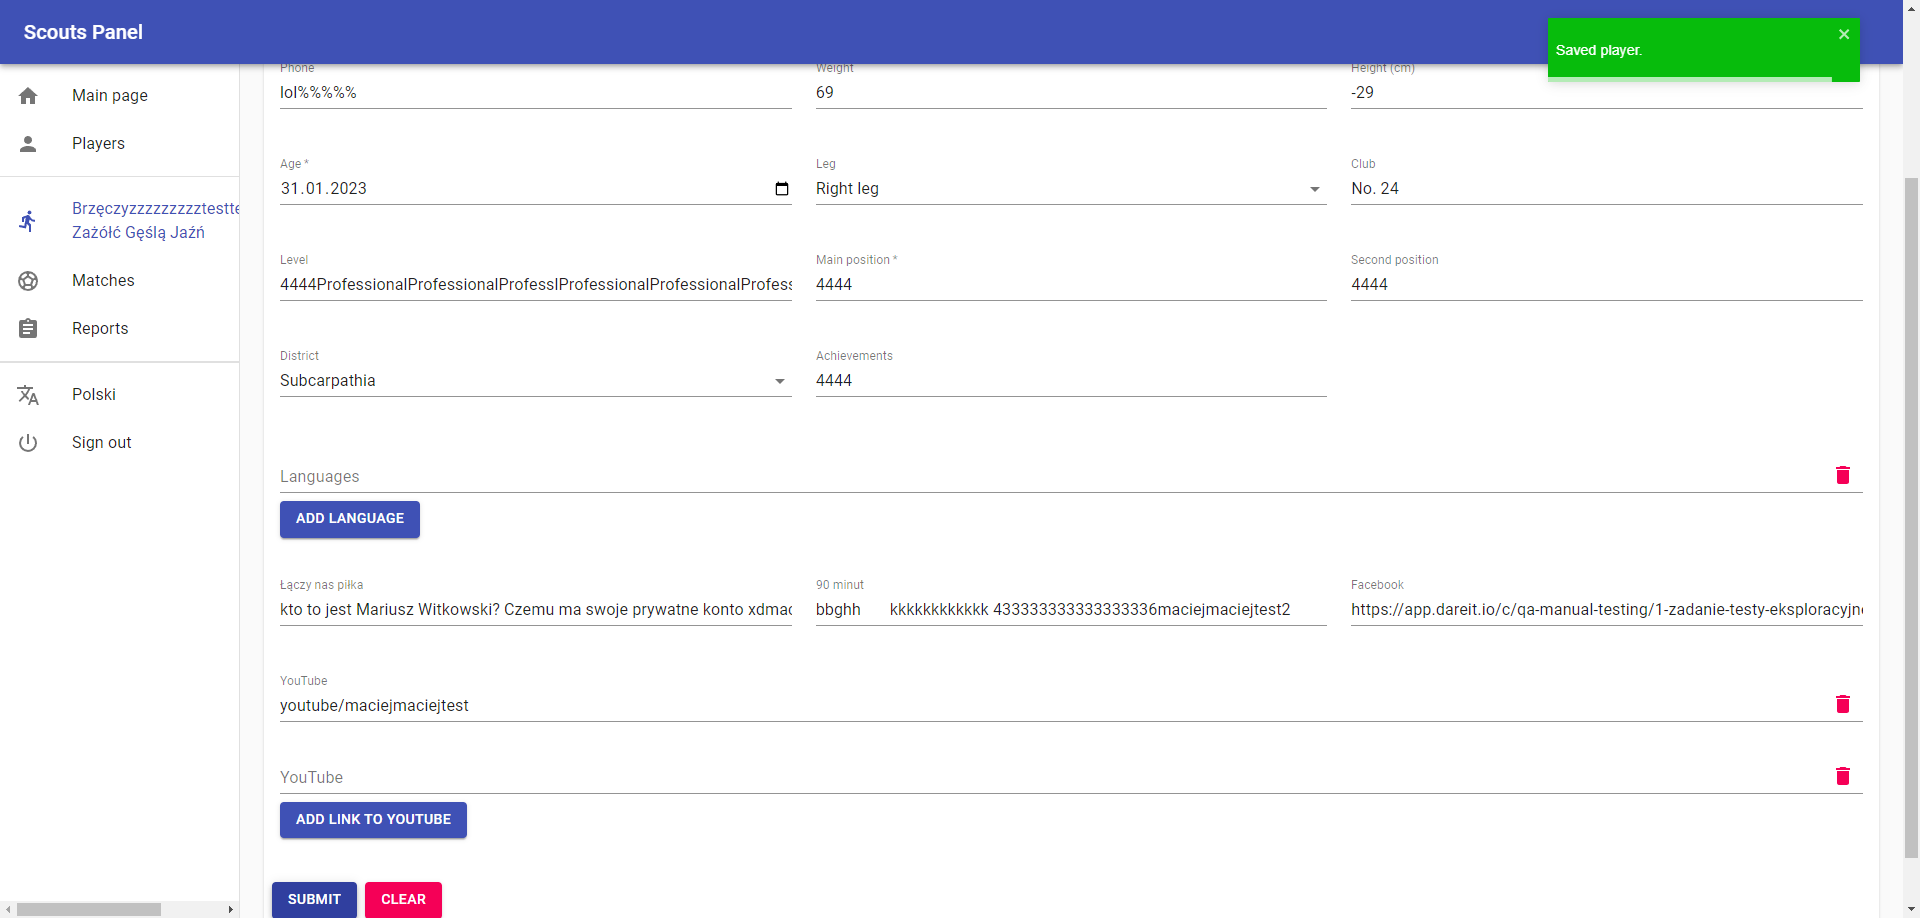 Scouts Panel
Saved player.
Main page
Players
Brzęczyzzzzzzzzztestte
Zażółć Gęślą Jaźń
Matches
Reports
Polski
Sign out
Phone Weight Height (cm)
lol%%%%% 69 -29
Age * Leg Club
31.01.2023 Right leg No. 24
Level Main position * Second position
4444ProfessionalProfessionalProfesslProfessionalProfessionalProfess 4444 4444
District Achievements
Subcarpathia 4444
Languages
ADD LANGUAGE
Łączy nas piłka 90 minut Facebook
kto to jest Mariusz Witkowski? Czemu ma swoje prywatne konto xdmac bbghh kkkkkkkkkkkk 433333333333333336maciejmaciejtest2 https://app.dareit.io/c/qa-manual-testing/1-zadanie-testy-eksploracyjne
YouTube
youtube/maciejmaciejtest
YouTube
ADD LINK TO YOUTUBE
SUBMIT CLEAR